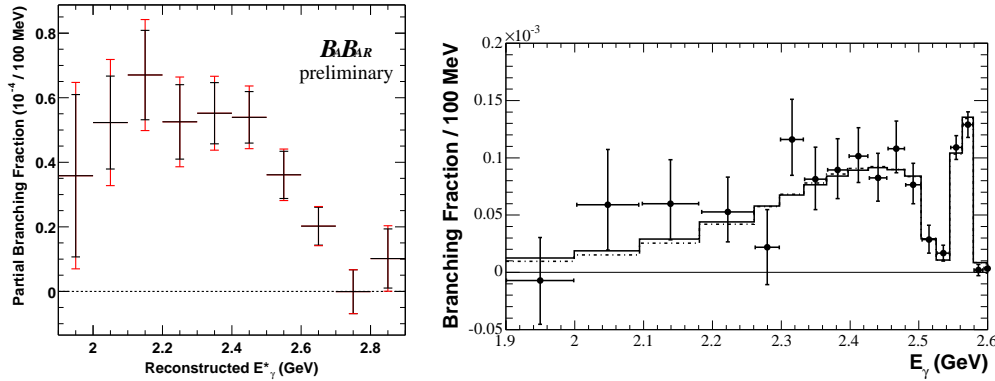 Partial Branching Fraction (10⁻⁴ / 100 MeV)
0.8
0.6
0.4
0.2
0
BABAR
preliminary
2 2.2 2.4 2.6 2.8
Reconstructed E*γ (GeV)
×10⁻³
Branching Fraction / 100 MeV
0.2
0.15
0.1
0.05
0
-0.05
1.9 2 2.1 2.2 2.3 2.4 2.5 2.6
Eγ (GeV)